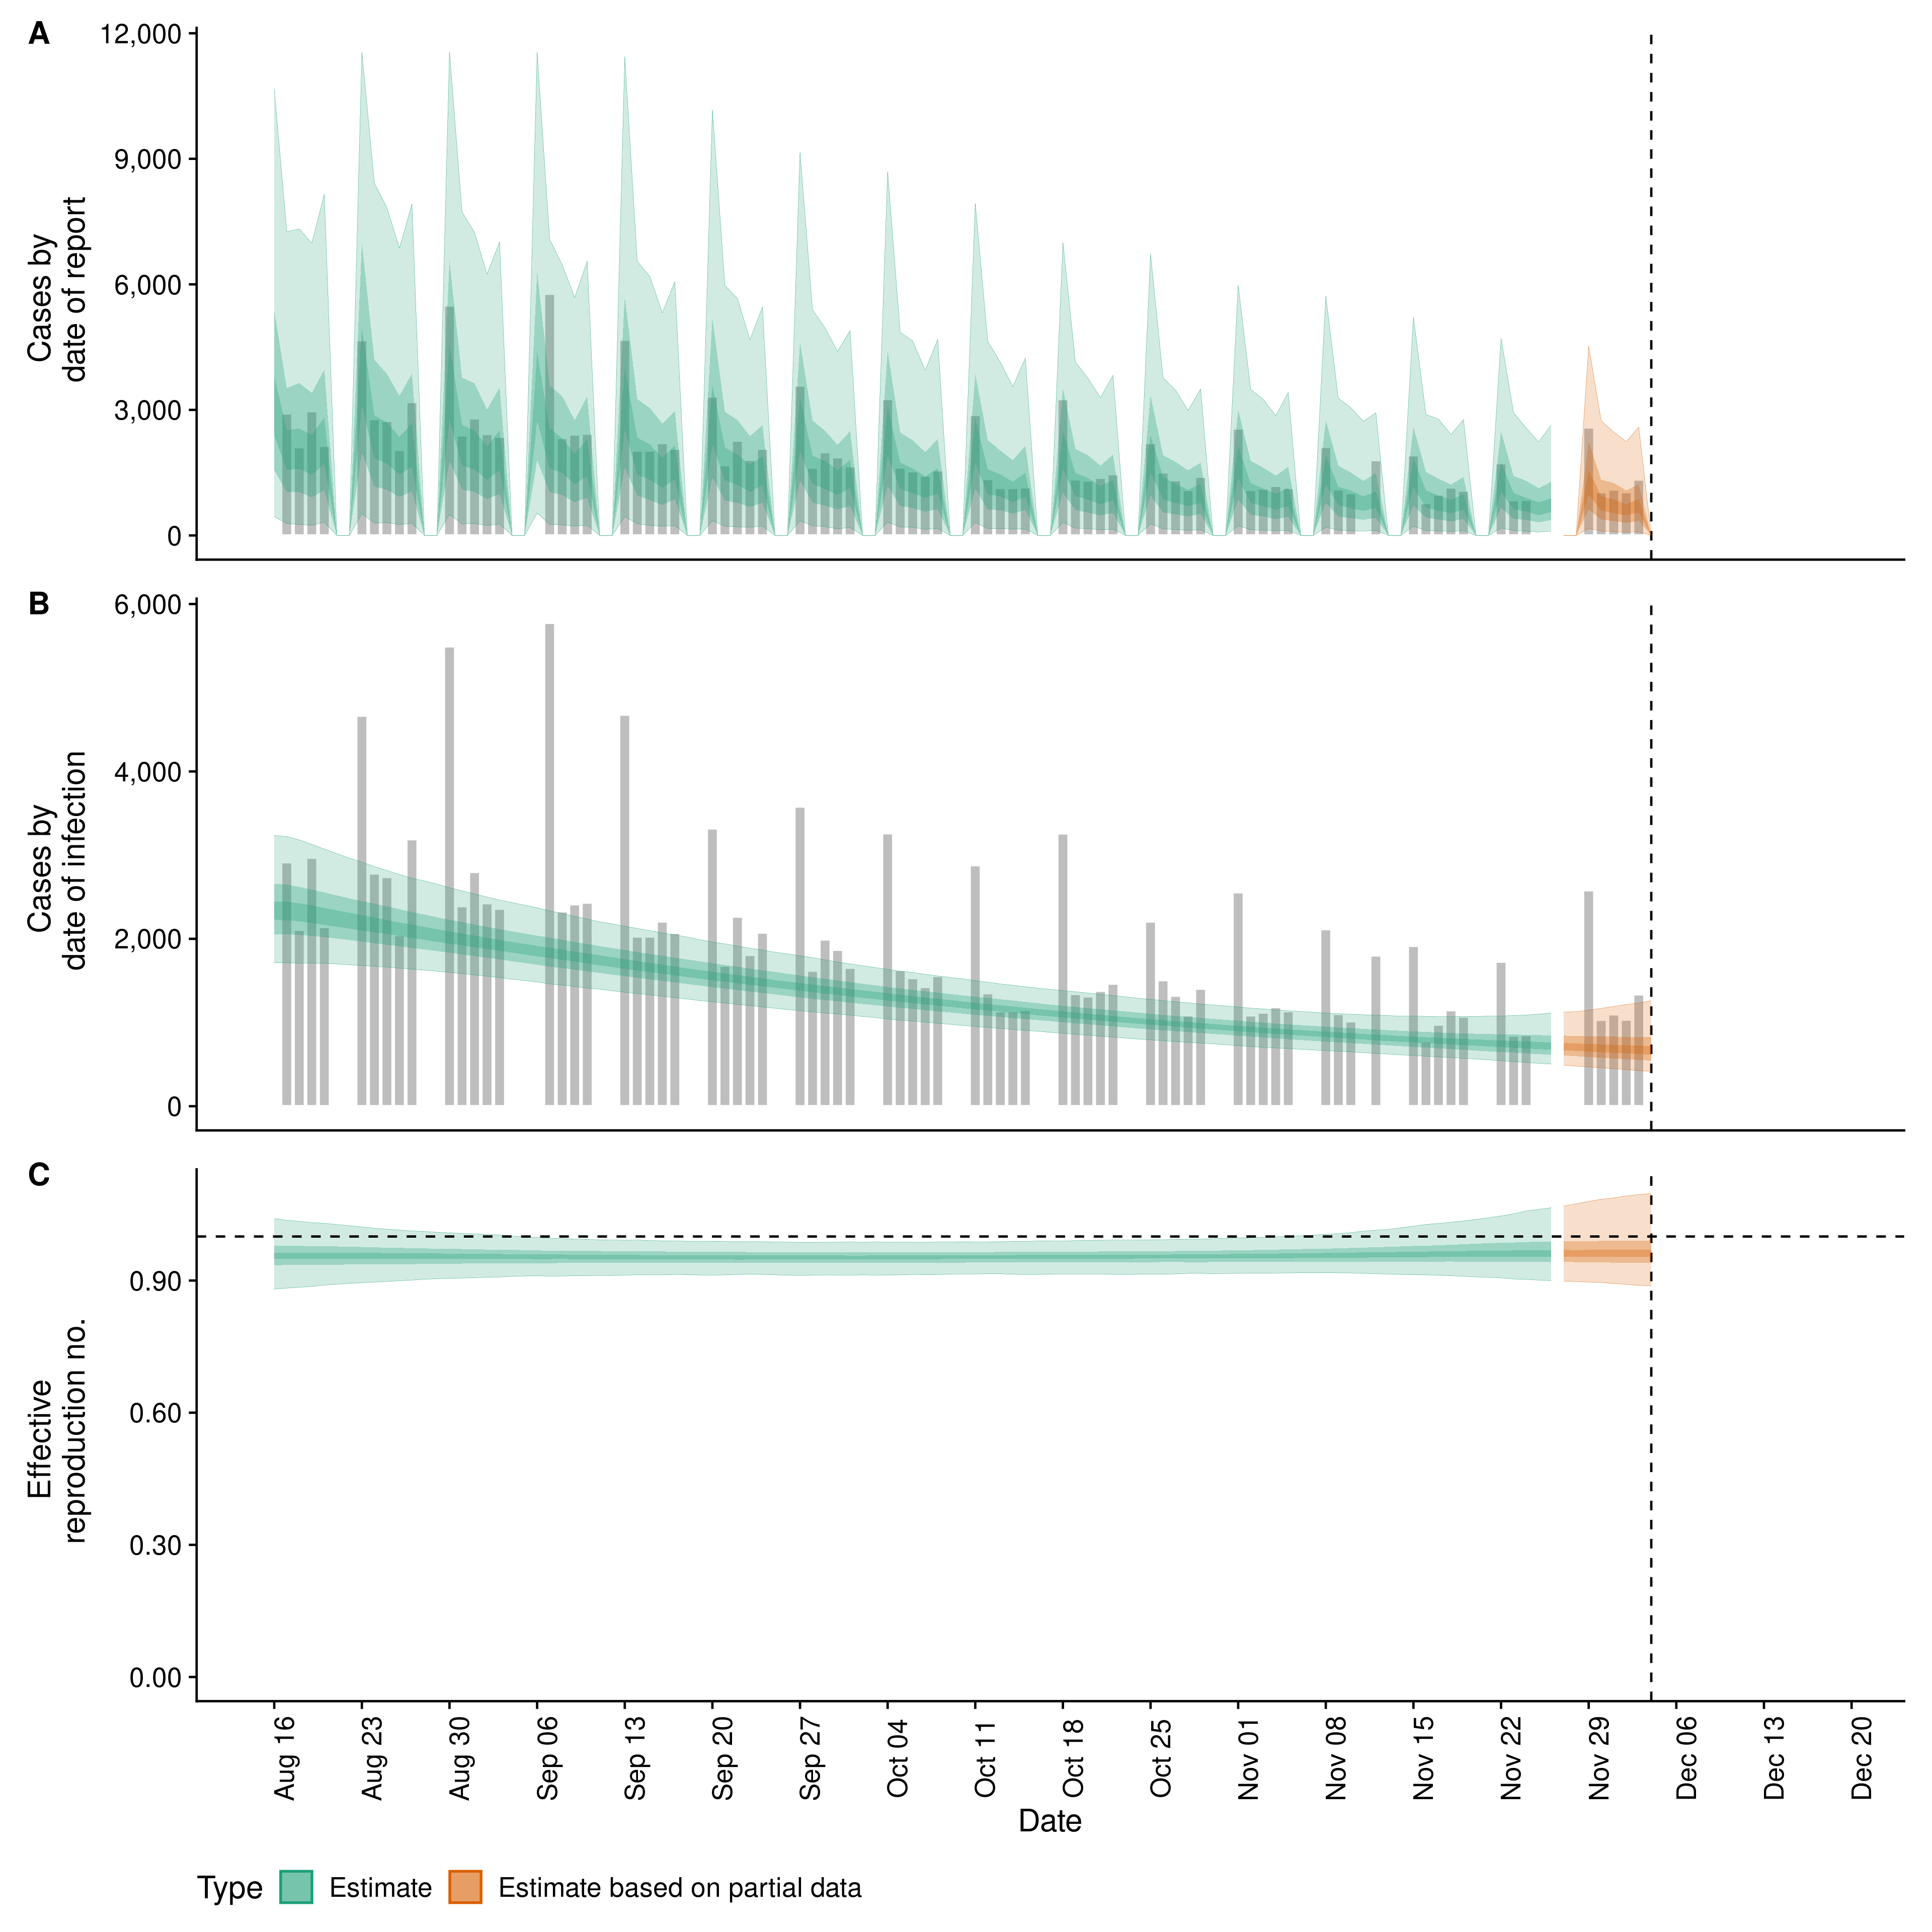 A
12,000
9,000
6,000
3,000
0
Cases by
date of report
B
6,000
4,000
2,000
0
Cases by
date of infection
C
0.90
0.60
0.30
0.00
Effective
reproduction no.
Aug 16
Aug 23
Aug 30
Sep 06
Sep 13
Sep 20
Sep 27
Oct 04
Oct 11
Oct 18
Oct 25
Nov 01
Nov 08
Nov 15
Nov 22
Nov 29
Dec 06
Dec 13
Dec 20
Date
Type Estimate Estimate based on partial data